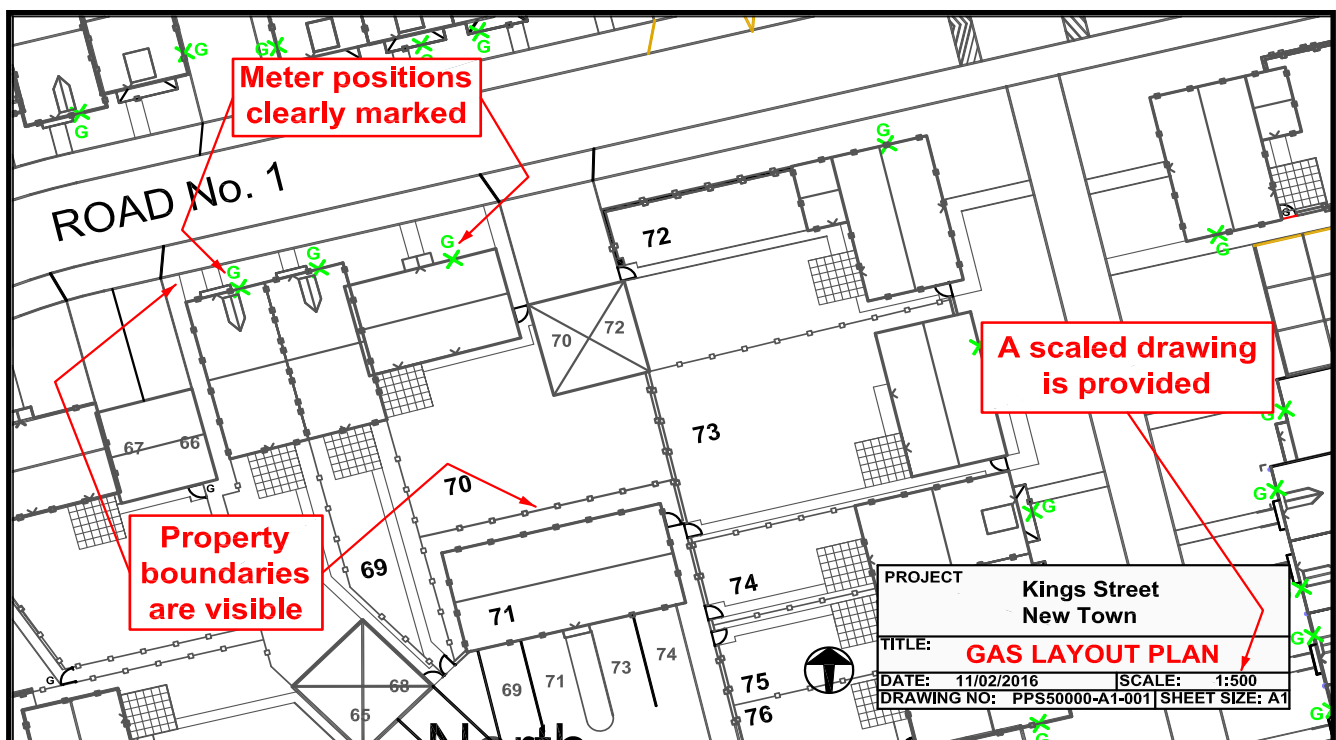 G
G
G
G
G
Meter positions
clearly marked
G
ROAD No. 1
72
G
G
G
G
G
G
72
70
67
66
A scaled drawing
is provided
G
73
70
G
G
G
Property
boundaries
are visible
69
71
74
PROJECT
Kings Street
New Town
TITLE:
GAS LAYOUT PLAN
DATE: 11/02/2016 SCALE: 1:500
DRAWING NO: PPS50000-A1-001 SHEET SIZE: A1
G
G
73
74
69
71
68
65
75
76
G
G
North